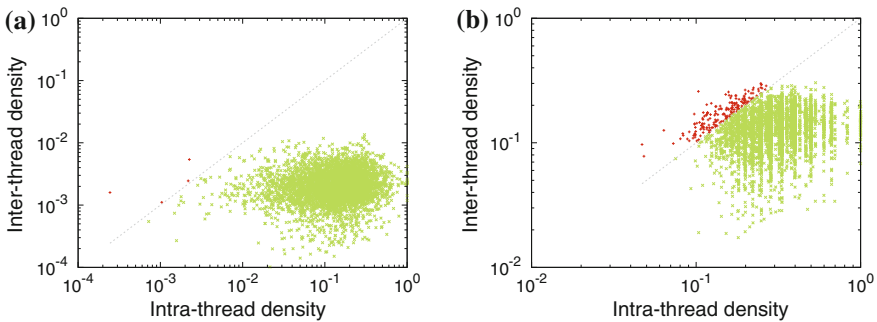 (a)
10^0
10^-1
10^-2
10^-3
10^-4
Inter-thread density
10^-4 10^-3 10^-2 10^-1 10^0
Intra-thread density
(b)
10^0
10^-1
10^-2
Inter-thread density
10^-2 10^-1 10^0
Intra-thread density